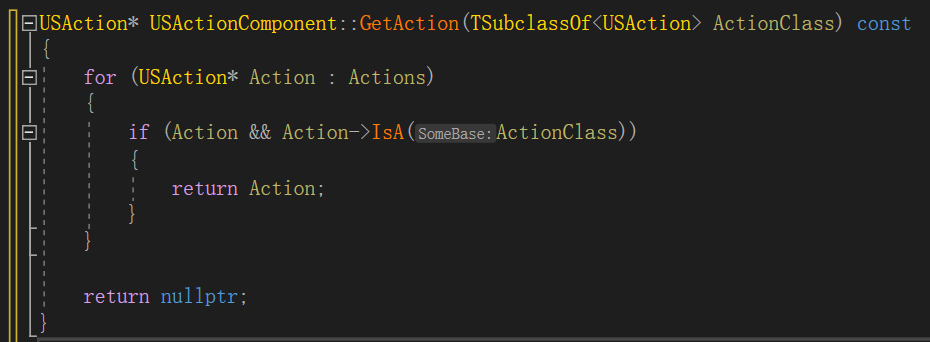 USAction* USActionComponent::GetAction(TSubclassOf<USAction> ActionClass) const
{
    for (USAction* Action : Actions)
    {
        if (Action && Action->IsA(SomeBase:ActionClass))
        {
            return Action;
        }
    }

    return nullptr;
}